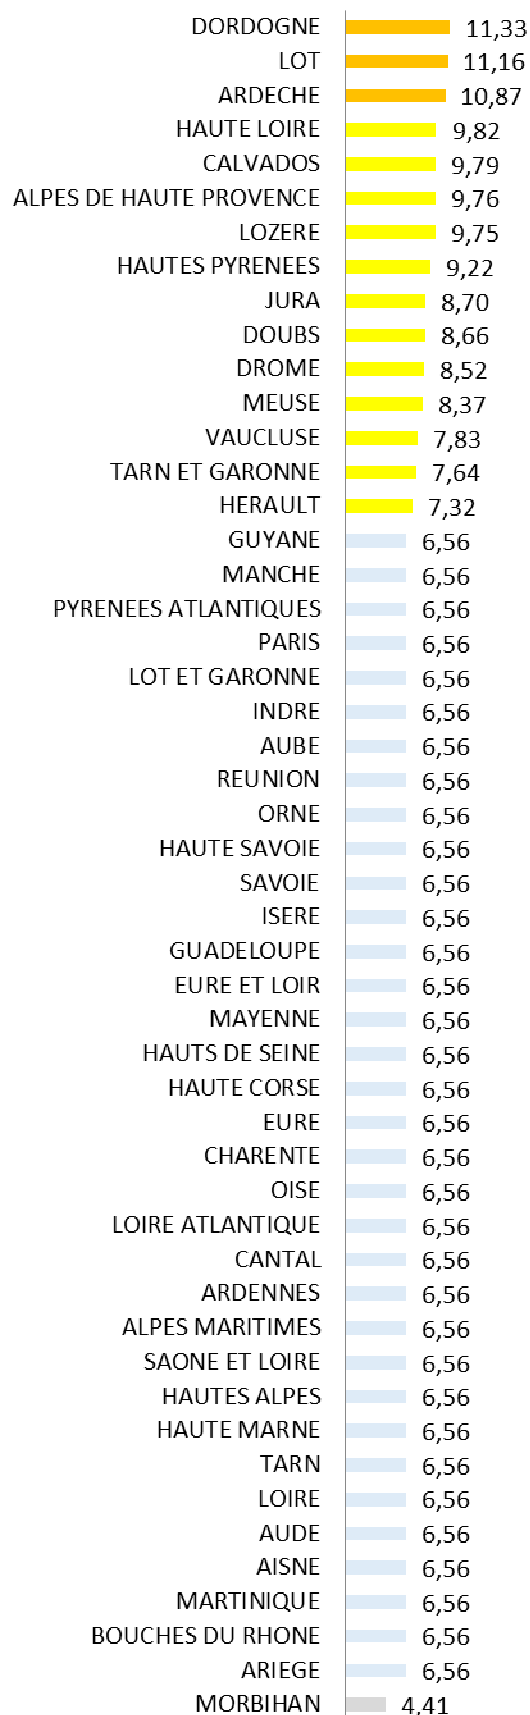 DORDOGNE 11,33
LOT 11,16
ARDECHE 10,87
HAUTE LOIRE 9,82
CALVADOS 9,79
ALPES DE HAUTE PROVENCE 9,76
LOZERE 9,75
HAUTES PYRENEES 9,22
JURA 8,70
DOUBS 8,66
DROME 8,52
MEUSE 8,37
VAUCLUSE 7,83
TARN ET GARONNE 7,64
HERAULT 7,32
GUYANE 6,56
MANCHE 6,56
PYRENEES ATLANTIQUES 6,56
PARIS 6,56
LOT ET GARONNE 6,56
INDRE 6,56
AUBE 6,56
REUNION 6,56
ORNE 6,56
HAUTE SAVOIE 6,56
SAVOIE 6,56
ISERE 6,56
GUADELOUPE 6,56
EURE ET LOIR 6,56
MAYENNE 6,56
HAUTS DE SEINE 6,56
HAUTE CORSE 6,56
EURE 6,56
CHARENTE 6,56
OISE 6,56
LOIRE ATLANTIQUE 6,56
CANTAL 6,56
ARDENNES 6,56
ALPES MARITIMES 6,56
SAONE ET LOIRE 6,56
HAUTES ALPES 6,56
HAUTE MARNE 6,56
TARN 6,56
LOIRE 6,56
AUDE 6,56
AISNE 6,56
MARTINIQUE 6,56
BOUCHES DU RHONE 6,56
ARIEGE 6,56
MORBIHAN 4,41